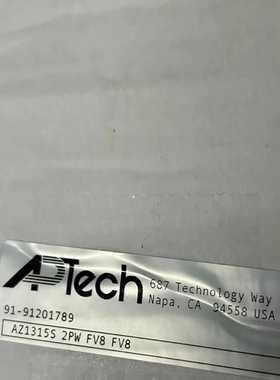 APTech
687 Technology Way
Napa, CA 94558 USA
91-91201789
AZ1315S 2PW FV8 FV8